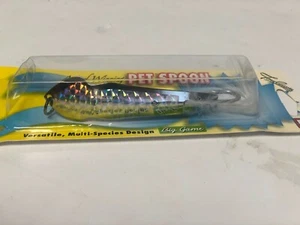 PET SPOON
Versatile, Multi-Species Design Big Game